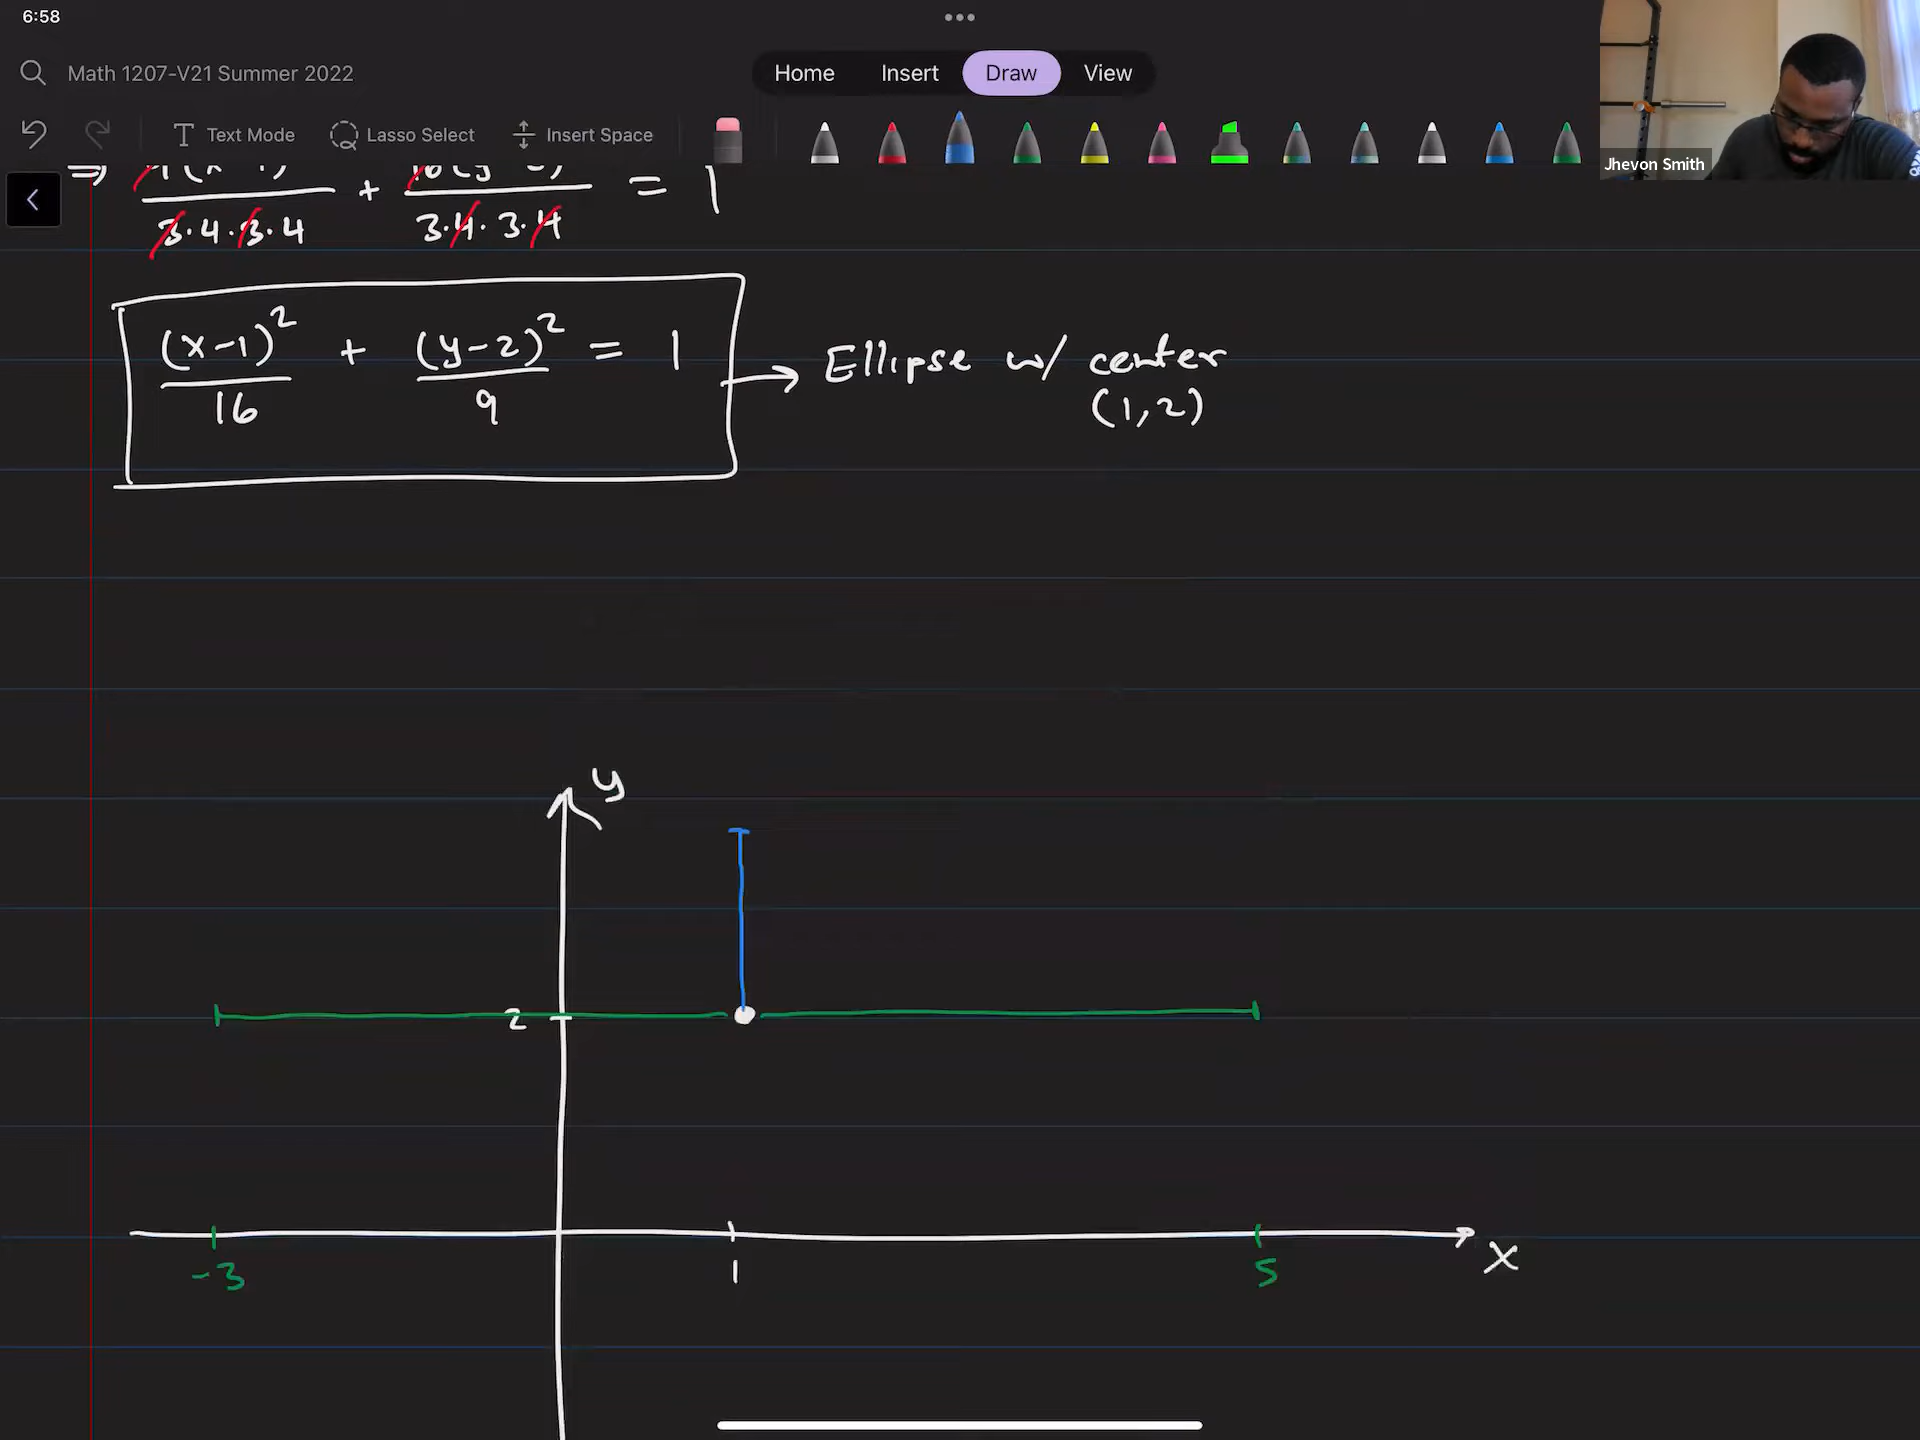 6:58
Math 1207-V21 Summer 2022
Home Insert Draw View
Text Mode Lasso Select Insert Space
Jhevon Smith
⇒
3·4·3·4 + 3·4·3·4 = 1
(x-1)² / 16 + (y-2)² / 9 = 1 → Ellipse w/ center
(1,2)
y
2
-3 1 5 x